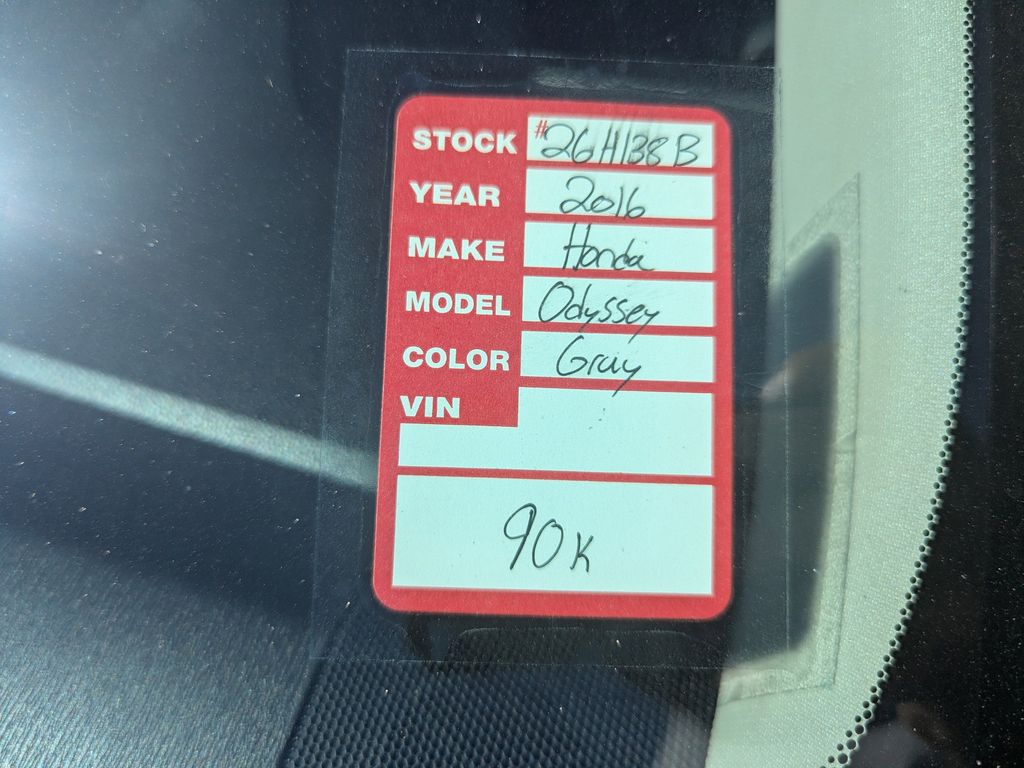 STOCK #26H138B
YEAR 2016
MAKE Honda
MODEL Odyssey
COLOR Gray
VIN
90K